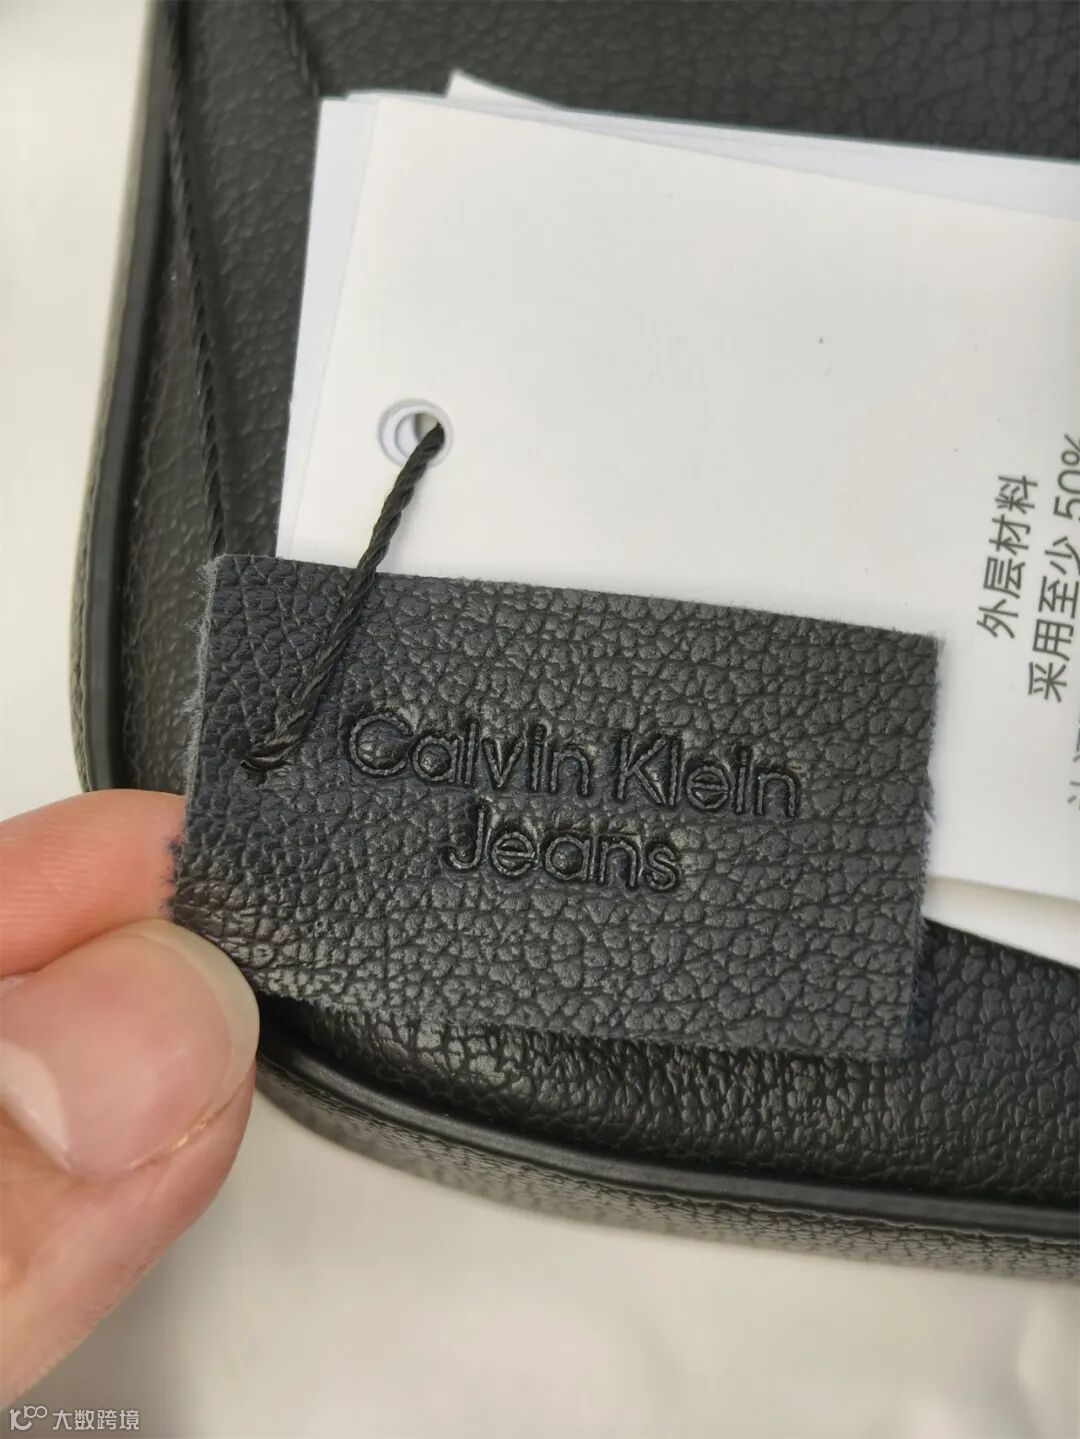 Calvin Klein
Jeans
外层材料
采用至少 50%
大数跨境